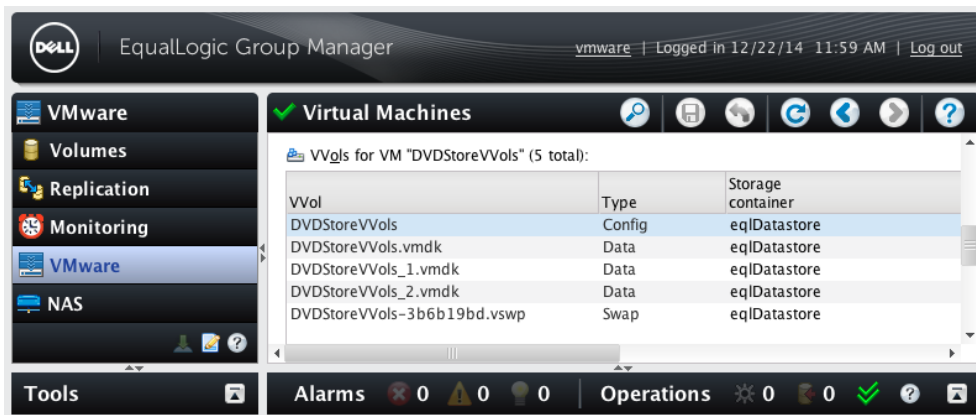 DELL EqualLogic Group Manager vmware | Logged in 12/22/14 11:59 AM | Log out
VMware
Volumes
Replication
Monitoring
VMware
NAS
?
Tools
Virtual Machines ?
VVols for VM "DVDStoreVVols" (5 total):
VVol Type Storage container
DVDStoreVVols Config eqlDatastore
DVDStoreVVols.vmdk Data eqlDatastore
DVDStoreVVols_1.vmdk Data eqlDatastore
DVDStoreVVols_2.vmdk Data eqlDatastore
DVDStoreVVols-3b6b19bd.vswp Swap eqlDatastore
Alarms 0 0 0 Operations 0 0 ?